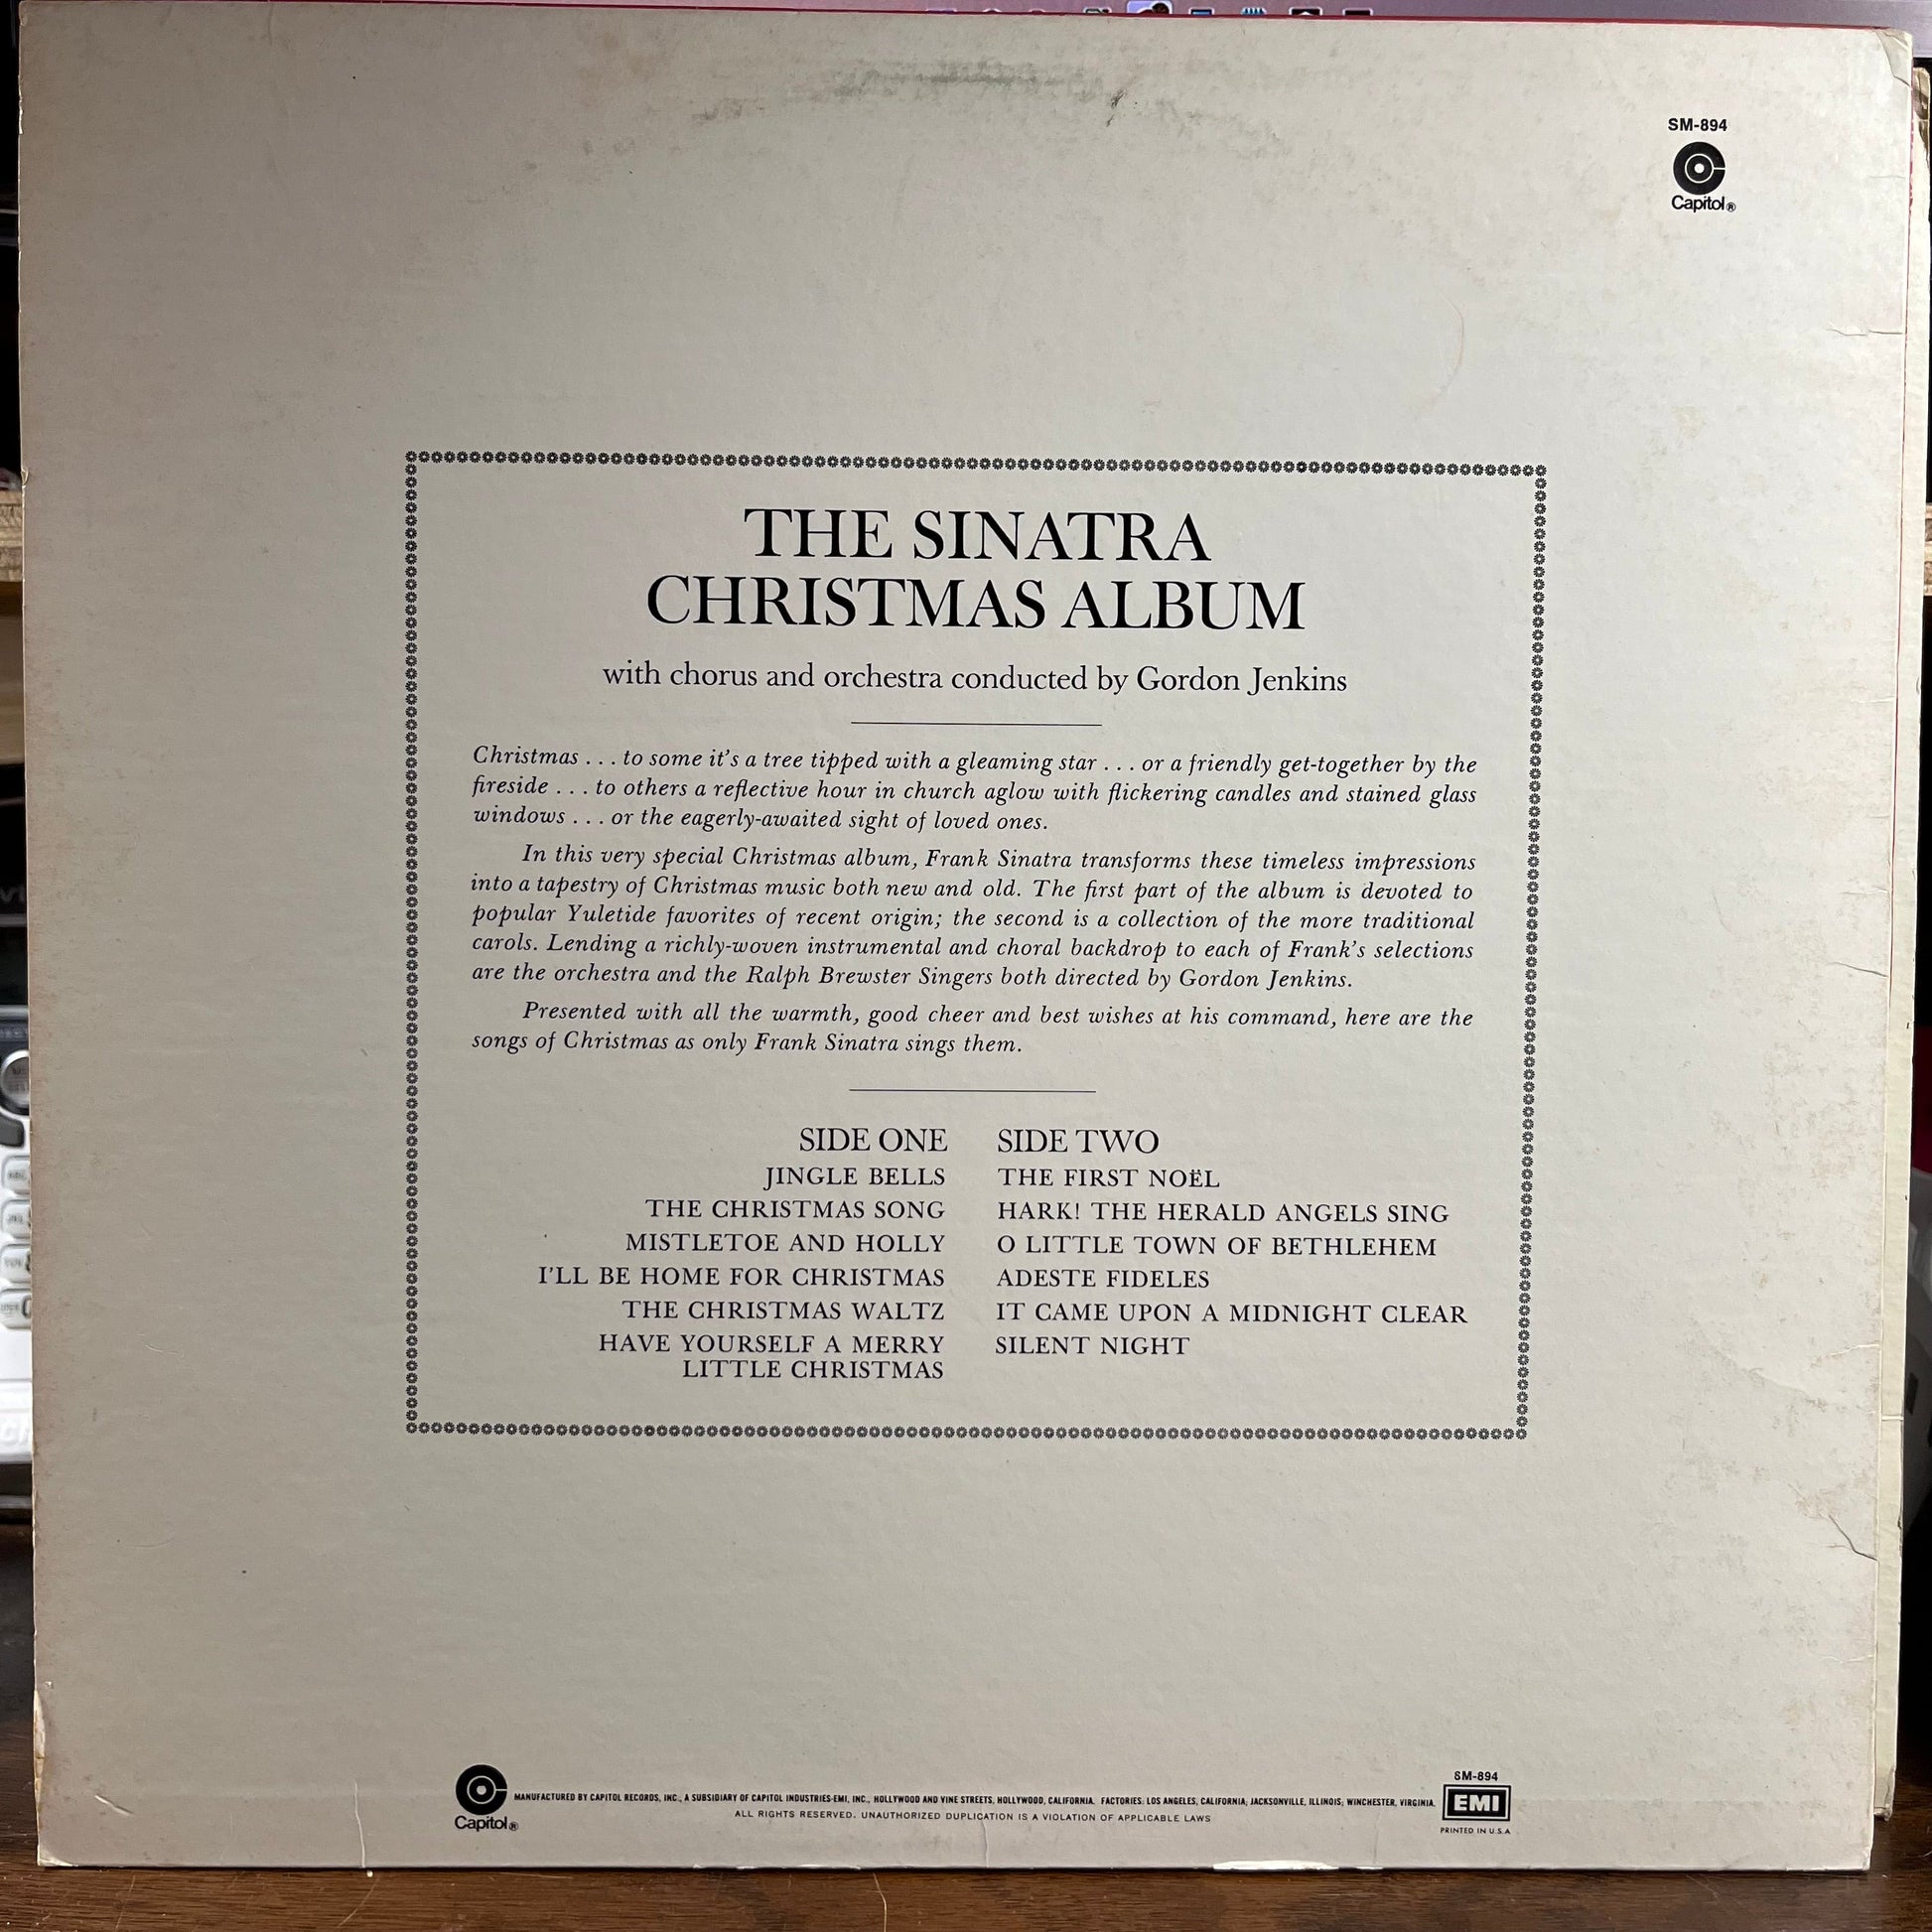 SM-894
Capitol®
THE SINATRA
CHRISTMAS ALBUM
with chorus and orchestra conducted by Gordon Jenkins
Christmas . . . to some it's a tree tipped with a gleaming star . . . or a friendly get-together by the
fireside . . . to others a reflective hour in church aglow with flickering candles and stained glass
windows . . . or the eagerly-awaited sight of loved ones.
In this very special Christmas album, Frank Sinatra transforms these timeless impressions
into a tapestry of Christmas music both new and old. The first part of the album is devoted to
popular Yuletide favorites of recent origin; the second is a collection of the more traditional
carols. Lending a richly-woven instrumental and choral backdrop to each of Frank's selections
are the orchestra and the Ralph Brewster Singers both directed by Gordon Jenkins.
Presented with all the warmth, good cheer and best wishes at his command, here are the
songs of Christmas as only Frank Sinatra sings them.
SIDE ONE
JINGLE BELLS
THE CHRISTMAS SONG
MISTLETOE AND HOLLY
I'LL BE HOME FOR CHRISTMAS
THE CHRISTMAS WALTZ
HAVE YOURSELF A MERRY
LITTLE CHRISTMAS
SIDE TWO
THE FIRST NOËL
HARK! THE HERALD ANGELS SING
O LITTLE TOWN OF BETHLEHEM
ADESTE FIDELES
IT CAME UPON A MIDNIGHT CLEAR
SILENT NIGHT
Capitol®
MANUFACTURED BY CAPITOL RECORDS, INC., A SUBSIDIARY OF CAPITOL INDUSTRIES-EMI, INC., HOLLYWOOD AND VINE STREETS, HOLLYWOOD, CALIFORNIA. FACTORIES: LOS ANGELES, CALIFORNIA; JACKSONVILLE, ILLINOIS; WINCHESTER, VIRGINIA.
ALL RIGHTS RESERVED. UNAUTHORIZED DUPLICATION IS A VIOLATION OF APPLICABLE LAWS
SM-894
EMI
PRINTED IN U.S.A